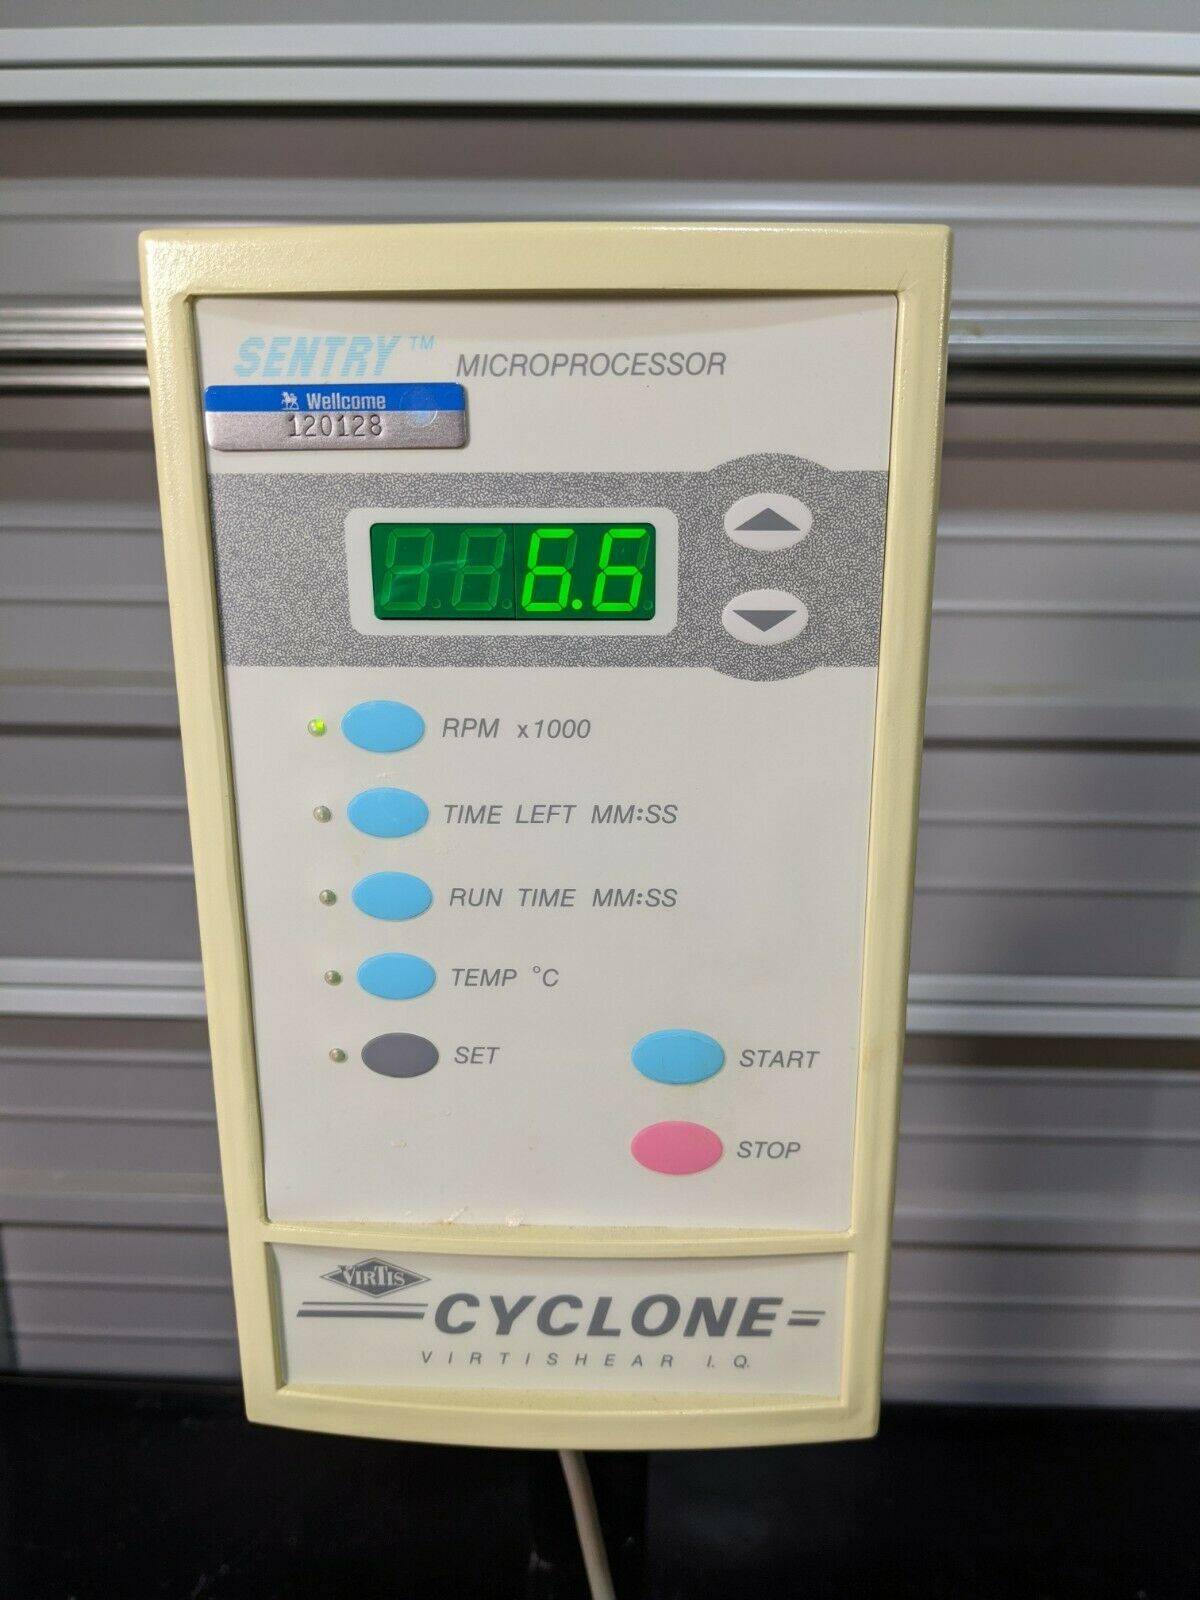 SENTRY™ MICROPROCESSOR
Wellcome
120128
6.6
RPM x1000
TIME LEFT MM:SS
RUN TIME MM:SS
TEMP °C
SET
START
STOP
VIRTIS
CYCLONE
VIRTISHEAR I.Q.